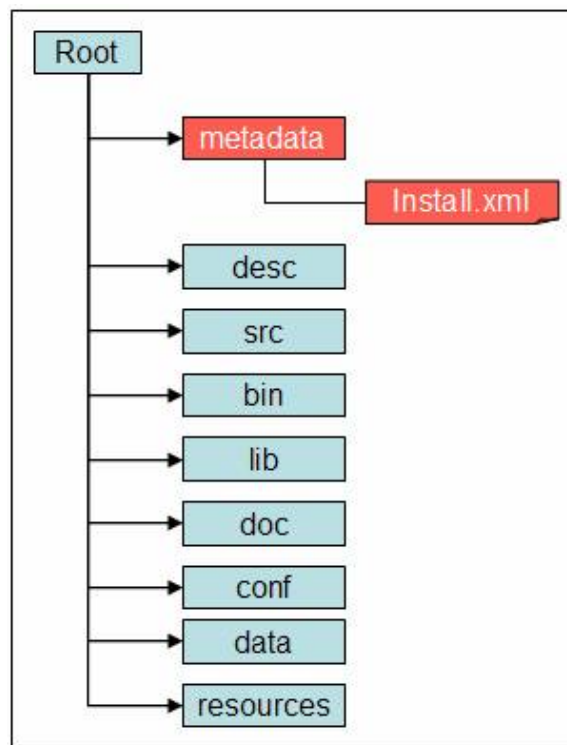 Root
metadata
Install.xml
desc
src
bin
lib
doc
conf
data
resources